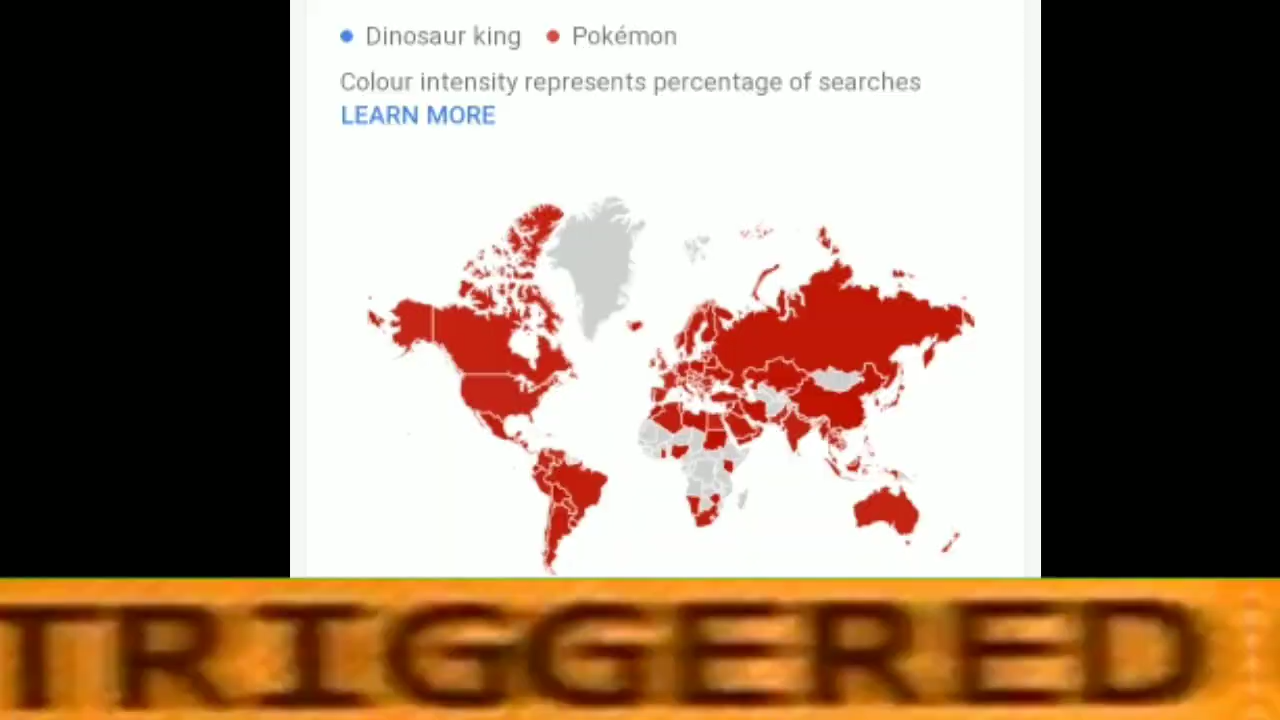 Dinosaur king Pokémon
Colour intensity represents percentage of searches
LEARN MORE
TRIGGERED